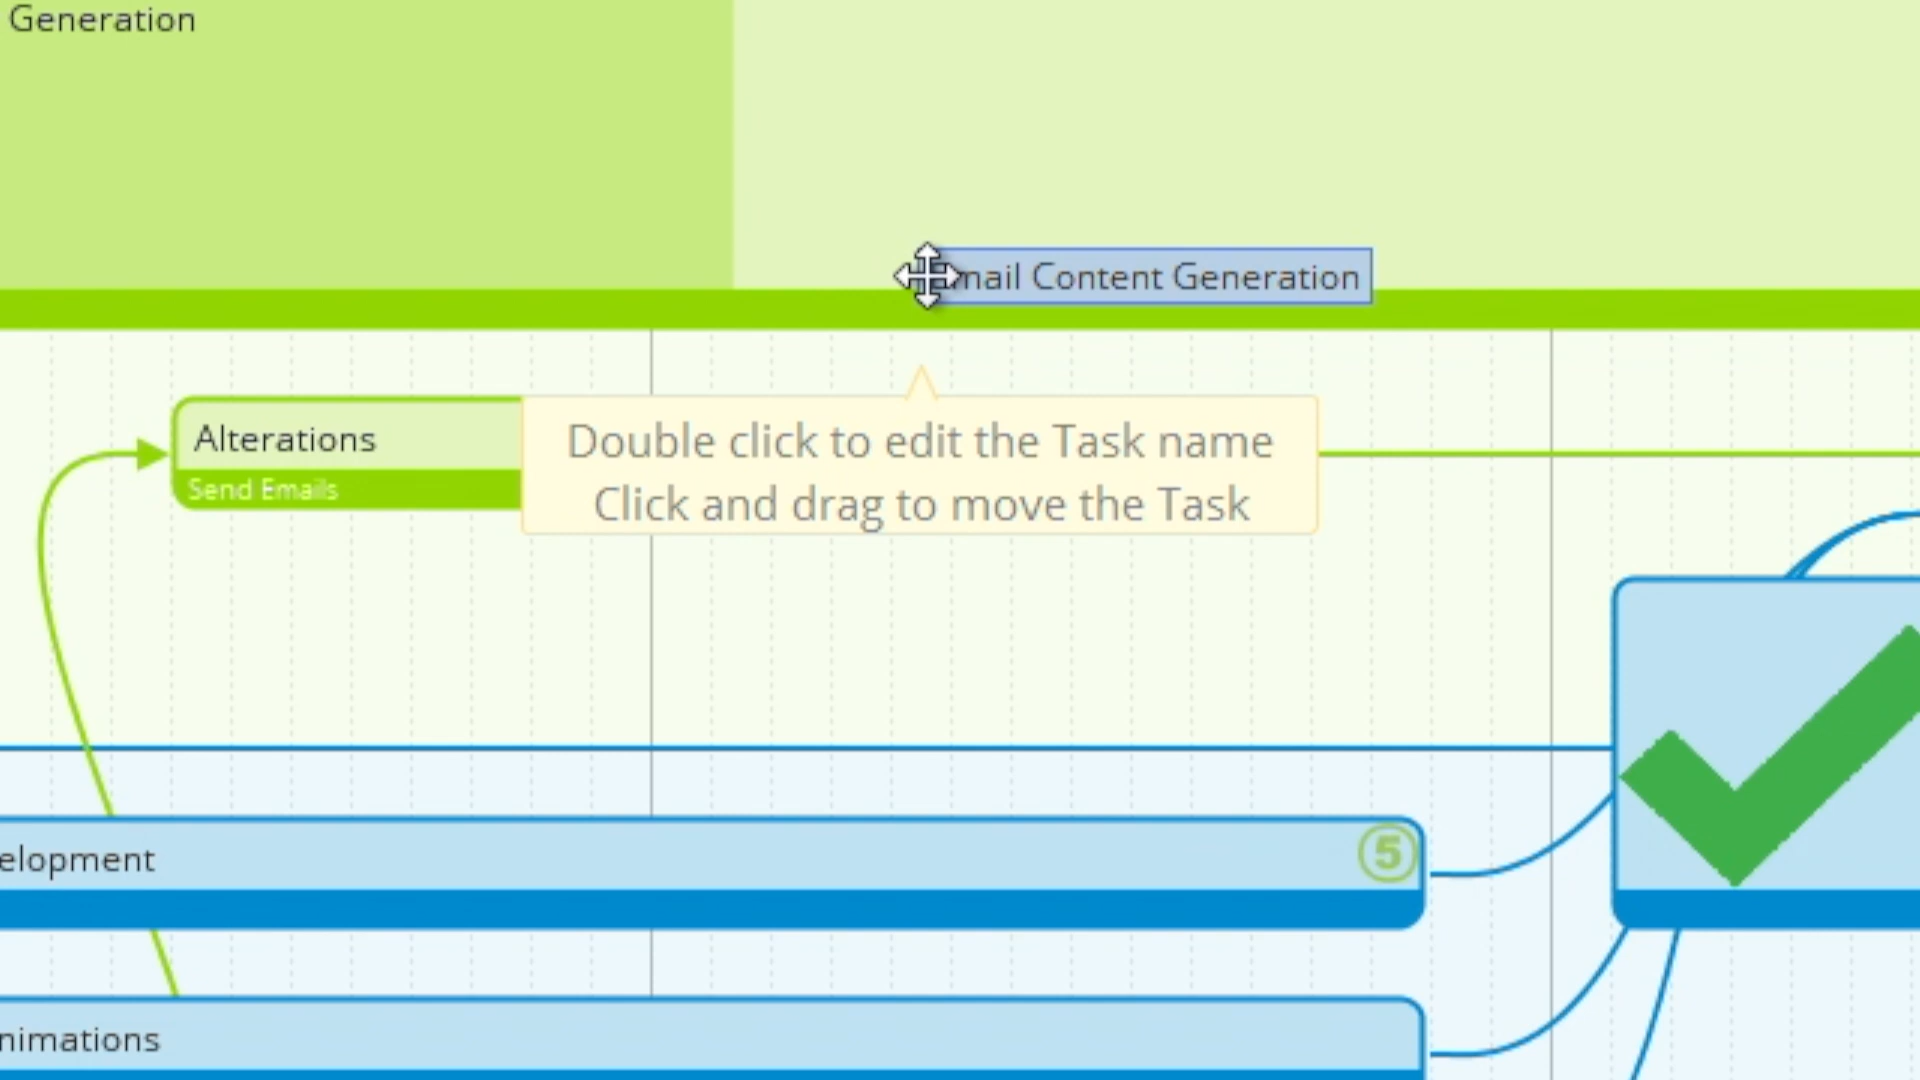 Generation
mail Content Generation
Alterations
Send Emails
Double click to edit the Task name
Click and drag to move the Task
elopment
5
nimations